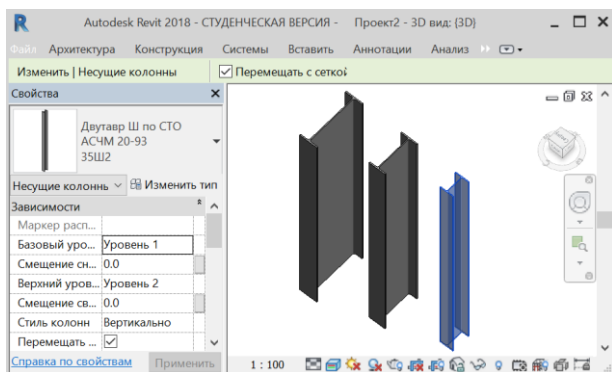 Autodesk Revit 2018 - СТУДЕНЧЕСКАЯ ВЕРСИЯ - Проект2 - 3D вид: {3D}
Файл Архитектура Конструкция Системы Вставить Аннотации Анализ
Изменить | Несущие колонны Перемещать с сеткой
Свойства
Двутавр Ш по СТО
АСЧМ 20-93
35Ш2
Несущие колоннь Изменить тип
Зависимости
Маркер расп...
Базовый уро... Уровень 1
Смещение сн... 0.0
Верхний уров... Уровень 2
Смещение св... 0.0
Стиль колонн Вертикально
Перемещать ...
Справка по свойствам Применить 1 : 100